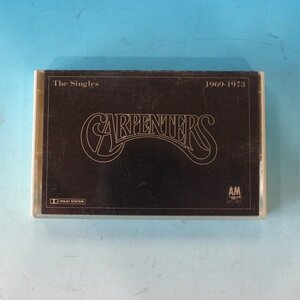 The Singles 1969-1973
CARPENTERS
DOLBY SYSTEM
A&M